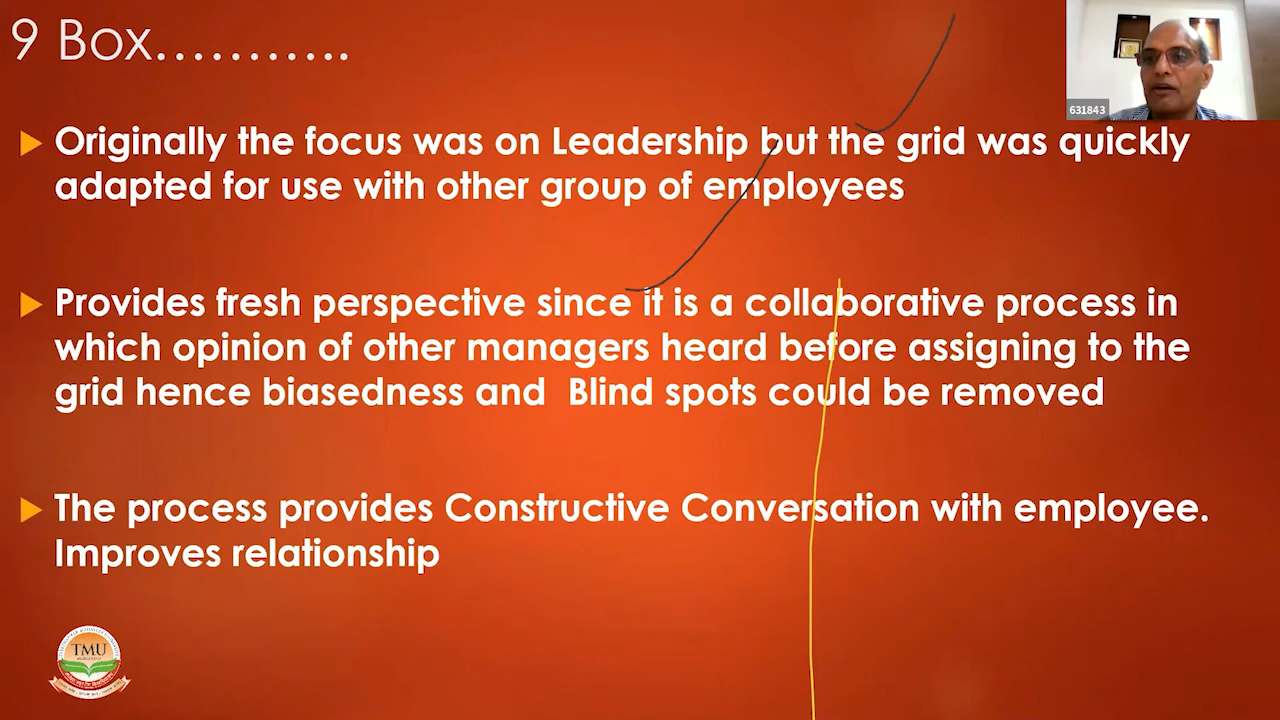 9 Box...........
631843
Originally the focus was on Leadership but the grid was quickly
adapted for use with other group of employees
Provides fresh perspective since it is a collaborative process in
which opinion of other managers heard before assigning to the
grid hence biasedness and  Blind spots could be removed
The process provides Constructive Conversation with employee.
Improves relationship
TMU